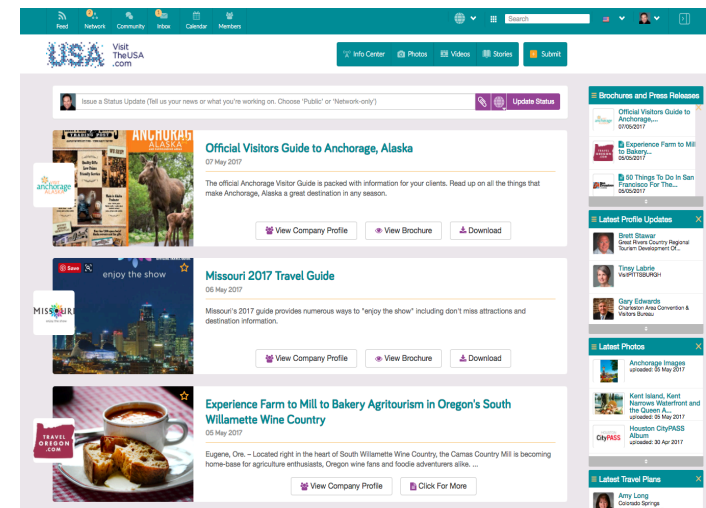 Feed
Network
Community
Inbox
Calendar
Members
Search
USA
Visit
TheUSA
.com
Info Center
Photos
Videos
Stories
Submit
Issue a Status Update (Tell us your news or what you're working on. Choose 'Public' or 'Network-only')
Update Status
TRADING POST
ANCHORAGE
ALASKA
anchorage
ALASKA
Official Visitors Guide to Anchorage, Alaska
07 May 2017
The official Anchorage Visitor Guide is packed with information for your clients. Read up on all the things that
make Anchorage, Alaska a great destination in any season.
View Company Profile
View Brochure
Download
Save
enjoy the show
MISSOURI
Missouri 2017 Travel Guide
06 May 2017
Missouri's 2017 guide provides numerous ways to "enjoy the show" including don't miss attractions and
destination information.
View Company Profile
View Brochure
Download
TRAVEL
OREGON
.COM
Experience Farm to Mill to Bakery Agritourism in Oregon's South
Willamette Wine Country
05 May 2017
Eugene, Ore. – Located right in the heart of South Willamette Wine Country, the Camas Country Mill is becoming
home-base for agriculture enthusiasts, Oregon wine fans and foodie adventurers alike. ...
View Company Profile
Click For More
Brochures and Press Releases
Official Visitors Guide to
Anchorage,...
07/05/2017
Experience Farm to Mill
to Bakery...
05/05/2017
50 Things To Do In San
Francisco For The...
05/05/2017
Latest Profile Updates
Brett Stawar
Great Rivers Country Regional
Tourism Development Of...
Tinsy Labrie
VisitPITTSBURGH
Gary Edwards
Charleston Area Convention &
Visitors Bureau
Latest Photos
Anchorage Images
uploaded: 05 May 2017
Kent Island, Kent
Narrows Waterfront and
the Queen A...
uploaded: 05 May 2017
CityPASS
Houston CityPASS
Album
uploaded: 30 Apr 2017
Latest Travel Plans
Amy Long
Colorado Springs